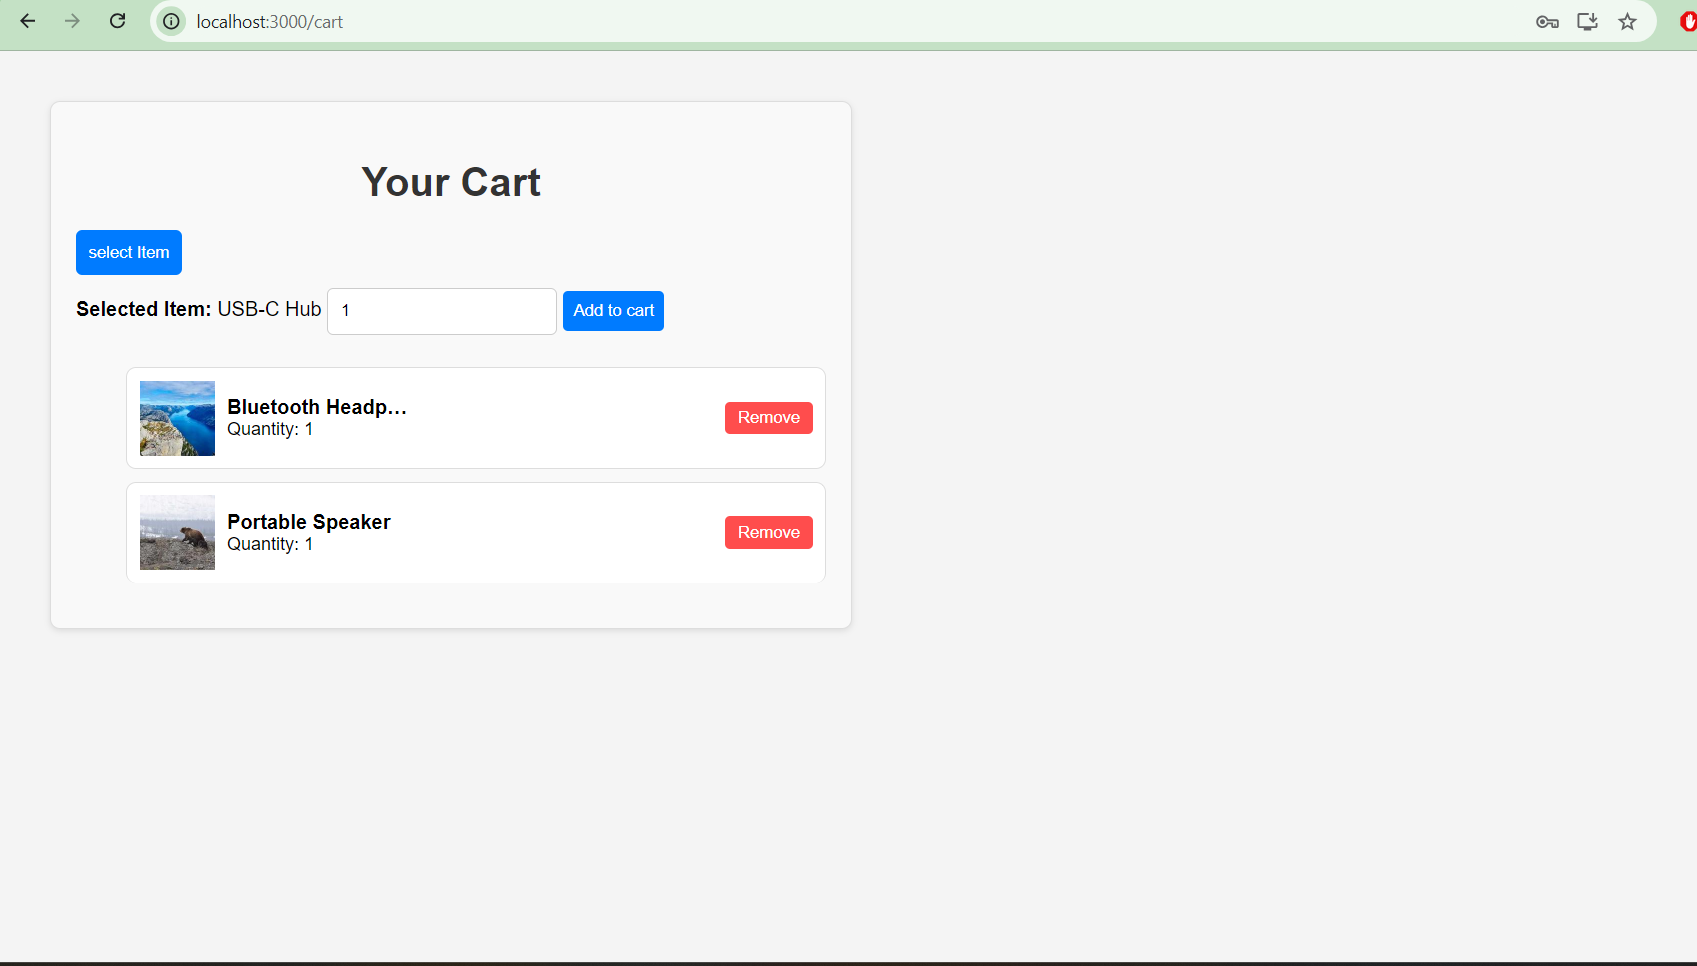 localhost:3000/cart
Your Cart
select Item
Selected Item: USB-C Hub 1 Add to cart
Bluetooth Headp...
Quantity: 1
Remove
Portable Speaker
Quantity: 1
Remove